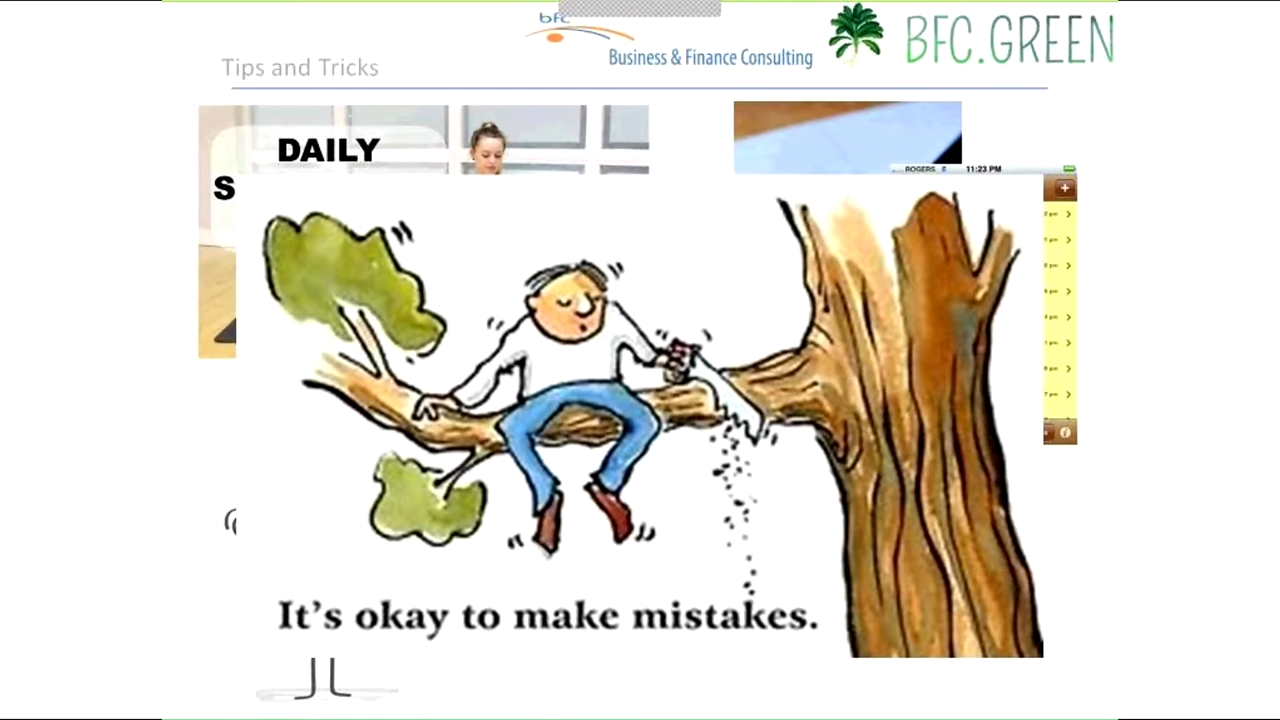 bfc
Business & Finance Consulting
BFC.GREEN
Tips and Tricks
DAILY
S
ROGERS
11:23 PM
It's okay to make mistakes.